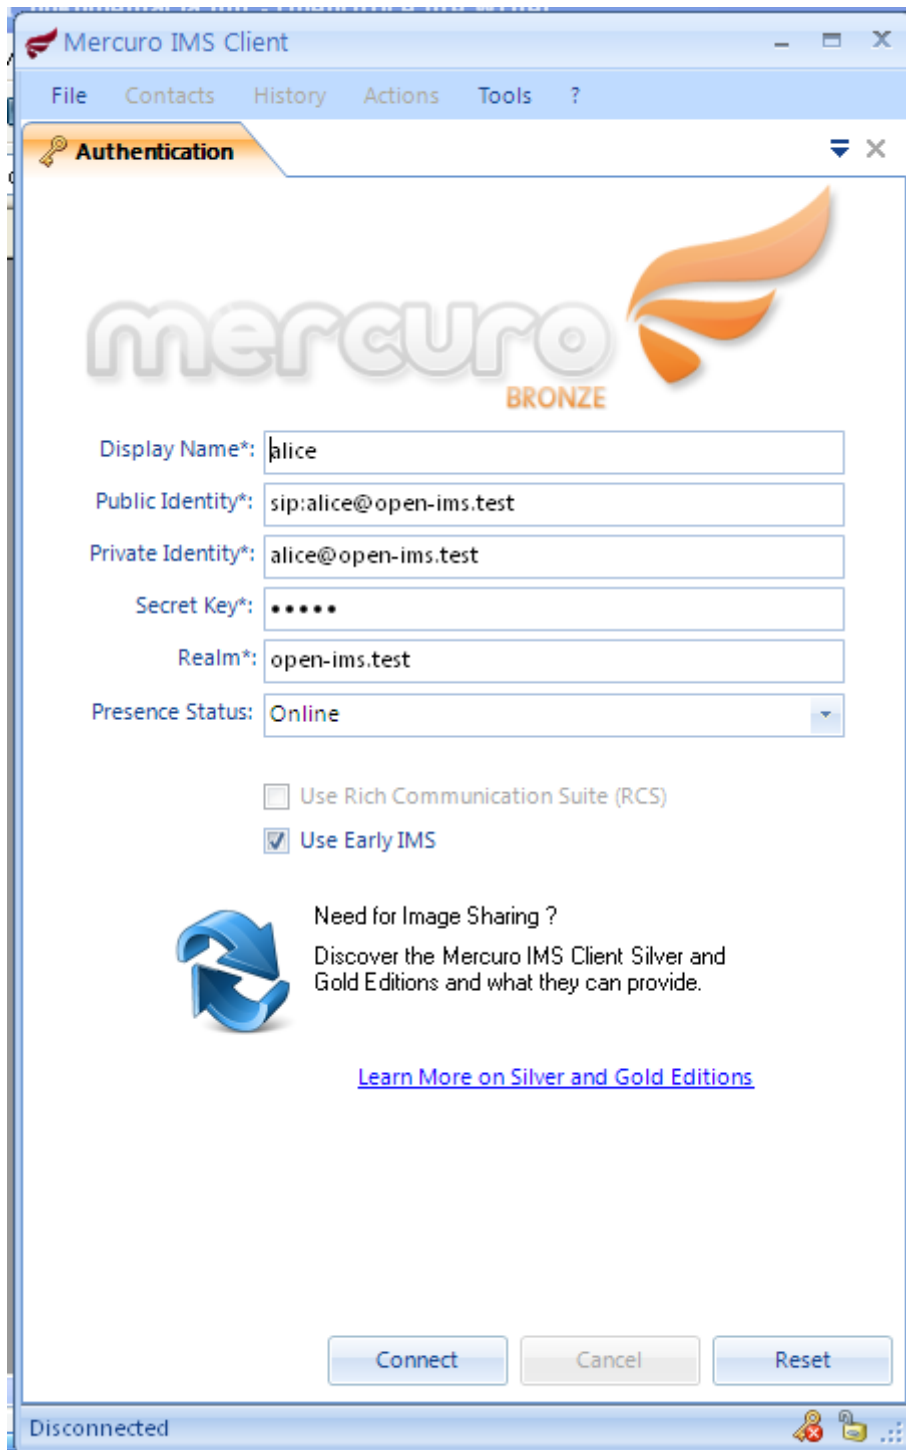 Mercuro IMS Client
File Contacts History Actions Tools ?
Authentication
mercuro
BRONZE
Display Name*: alice
Public Identity*: sip:alice@open-ims.test
Private Identity*: alice@open-ims.test
Secret Key*: •••••
Realm*: open-ims.test
Presence Status: Online
Use Rich Communication Suite (RCS)
Use Early IMS
Need for Image Sharing ?
Discover the Mercuro IMS Client Silver and
Gold Editions and what they can provide.
Learn More on Silver and Gold Editions
Connect Cancel Reset
Disconnected